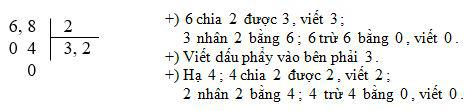 6, 8 2
0 4 3, 2
0
+) 6 chia 2 được 3, viết 3;
3 nhân 2 bằng 6; 6 trừ 6 bằng 0, viết 0.
+) Viết dấu phẩy vào bên phải 3.
+) Hạ 4; 4 chia 2 được 2, viết 2;
2 nhân 2 bằng 4; 4 trừ 4 bằng 0, viết 0.